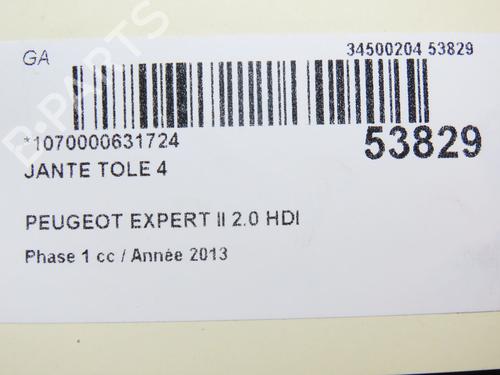 GA
34500204 53829
*1070000631724
53829
JANTE TOLE 4
PEUGEOT EXPERT II 2.0 HDI
Phase 1 cc / Année 2013
B-PARTS